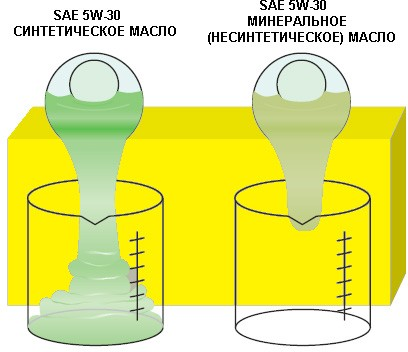 SAE 5W-30
СИНТЕТИЧЕСКОЕ МАСЛО
SAE 5W-30
МИНЕРАЛЬНОЕ
(НЕСИНТЕТИЧЕСКОЕ) МАСЛО